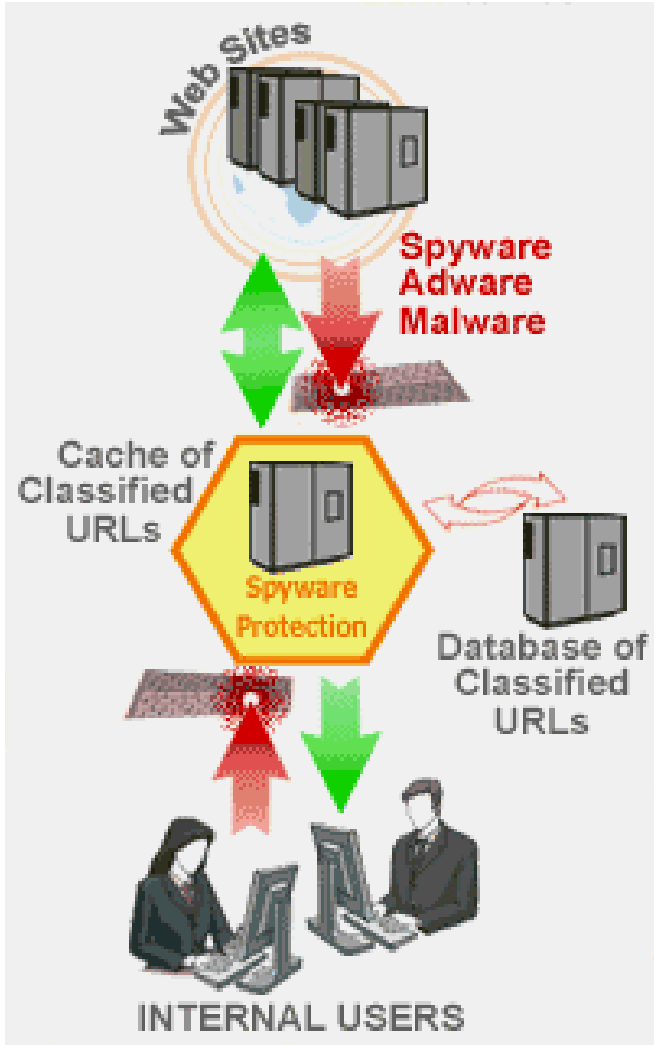 Web Sites
Spyware
Adware
Malware
Cache of
Classified
URLs
Spyware
Protection
Database of
Classified
URLs
INTERNAL USERS